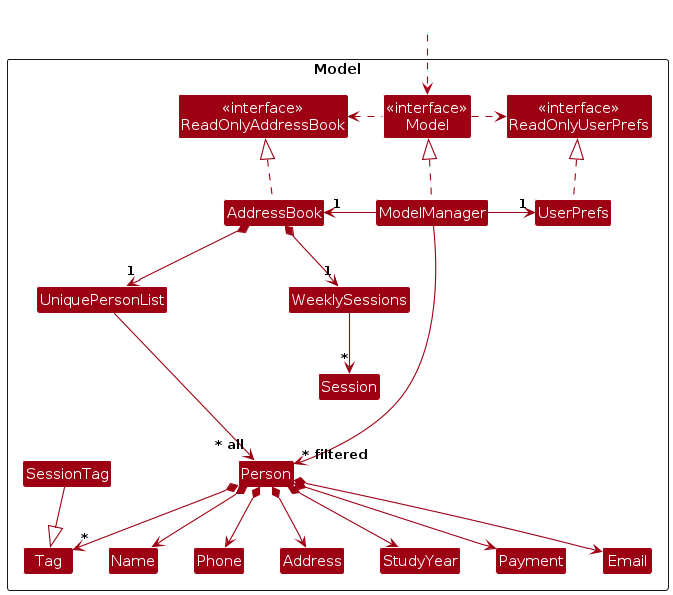 Model
«interface»
ReadOnlyAddressBook
«interface»
Model
«interface»
ReadOnlyUserPrefs
AddressBook
1
ModelManager
1
UserPrefs
1
1
UniquePersonList
WeeklySessions
*
Session
* all
* filtered
SessionTag
Person
*
Tag
Name
Phone
Address
StudyYear
Payment
Email